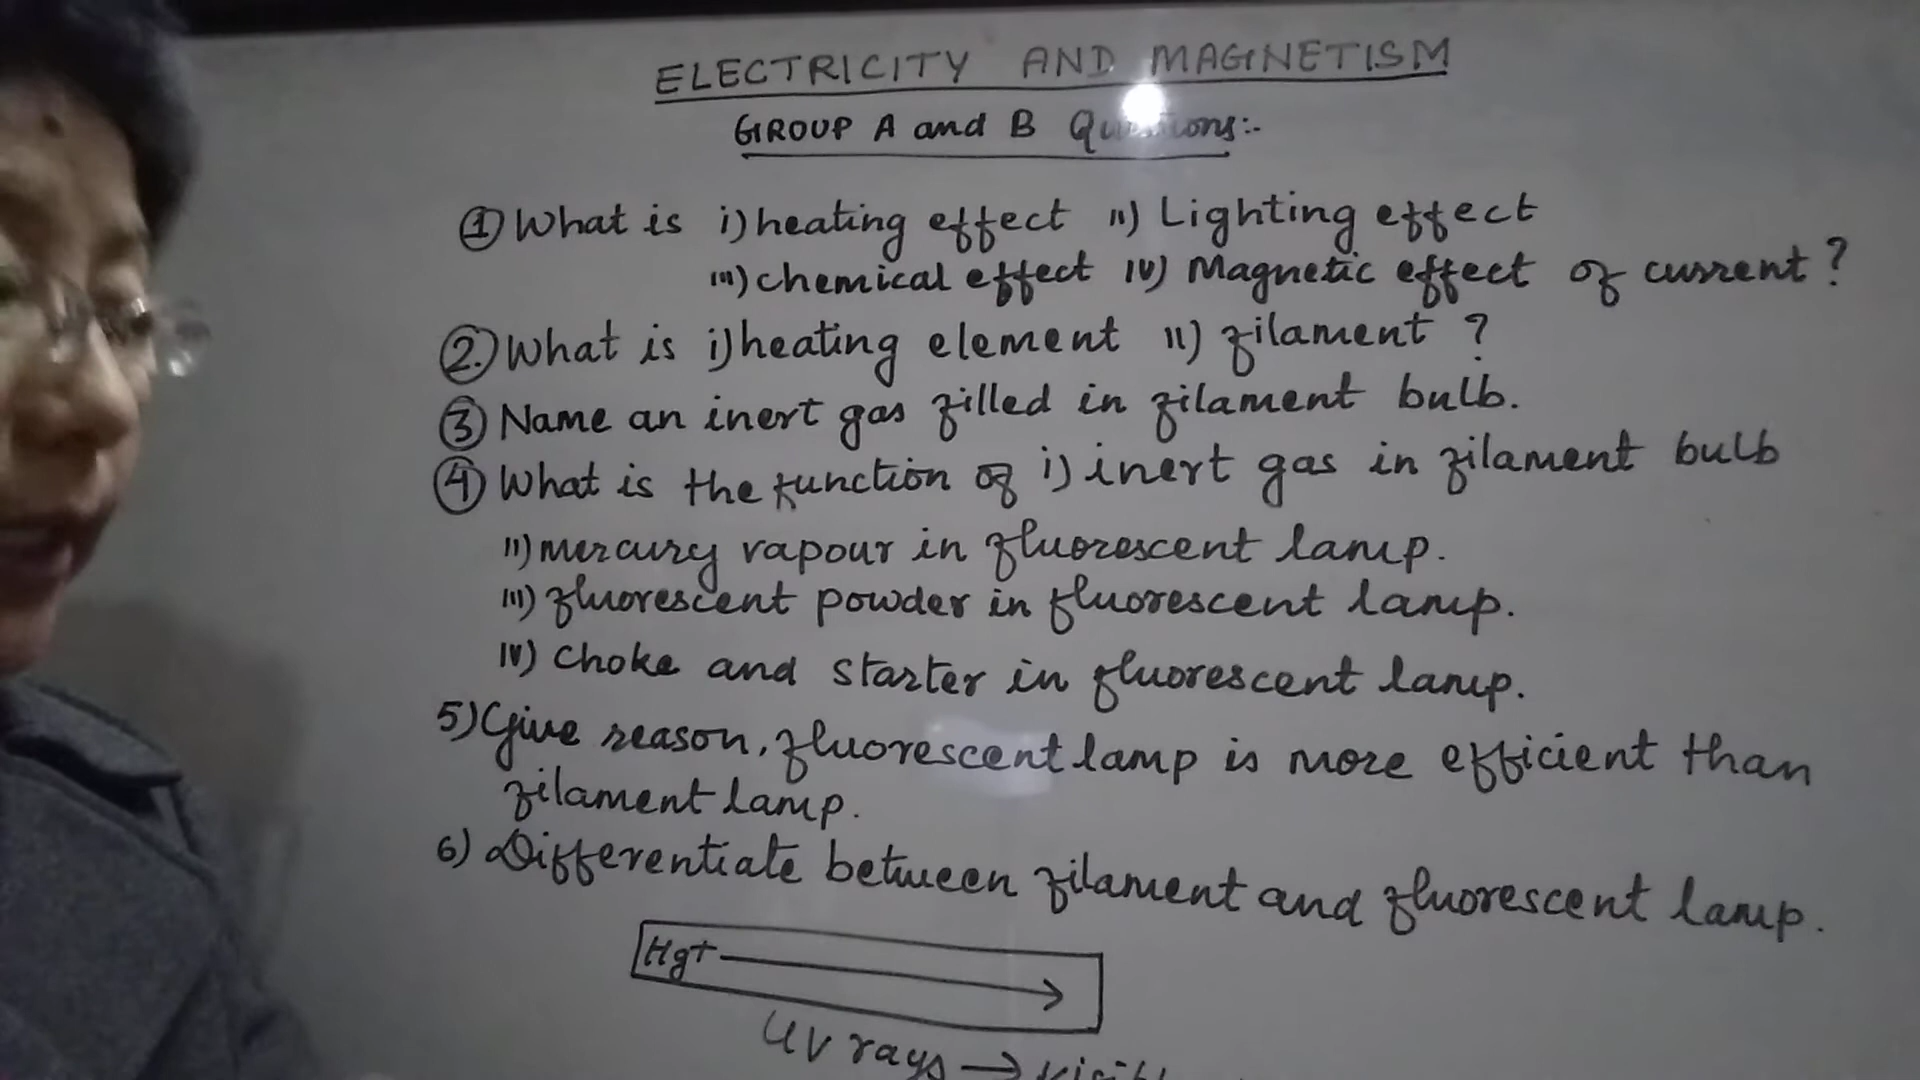 ELECTRICITY AND MAGNETISM
GROUP A and B Questions:-
① What is i) heating effect ii) Lighting effect
iii) chemical effect iv) Magnetic effect of current?
②. What is i) heating element ii) filament ?
③ Name an inert gas filled in filament bulb.
④ What is the function of i) inert gas in filament bulb
ii) mercury vapour in fluorescent lamp.
iii) fluorescent powder in fluorescent lamp.
iv) choke and starter in fluorescent lamp.
5) Give reason, fluorescent lamp is more efficient than
filament lamp.
6) Differentiate between filament and fluorescent lamp.
Hg+
UV rays →